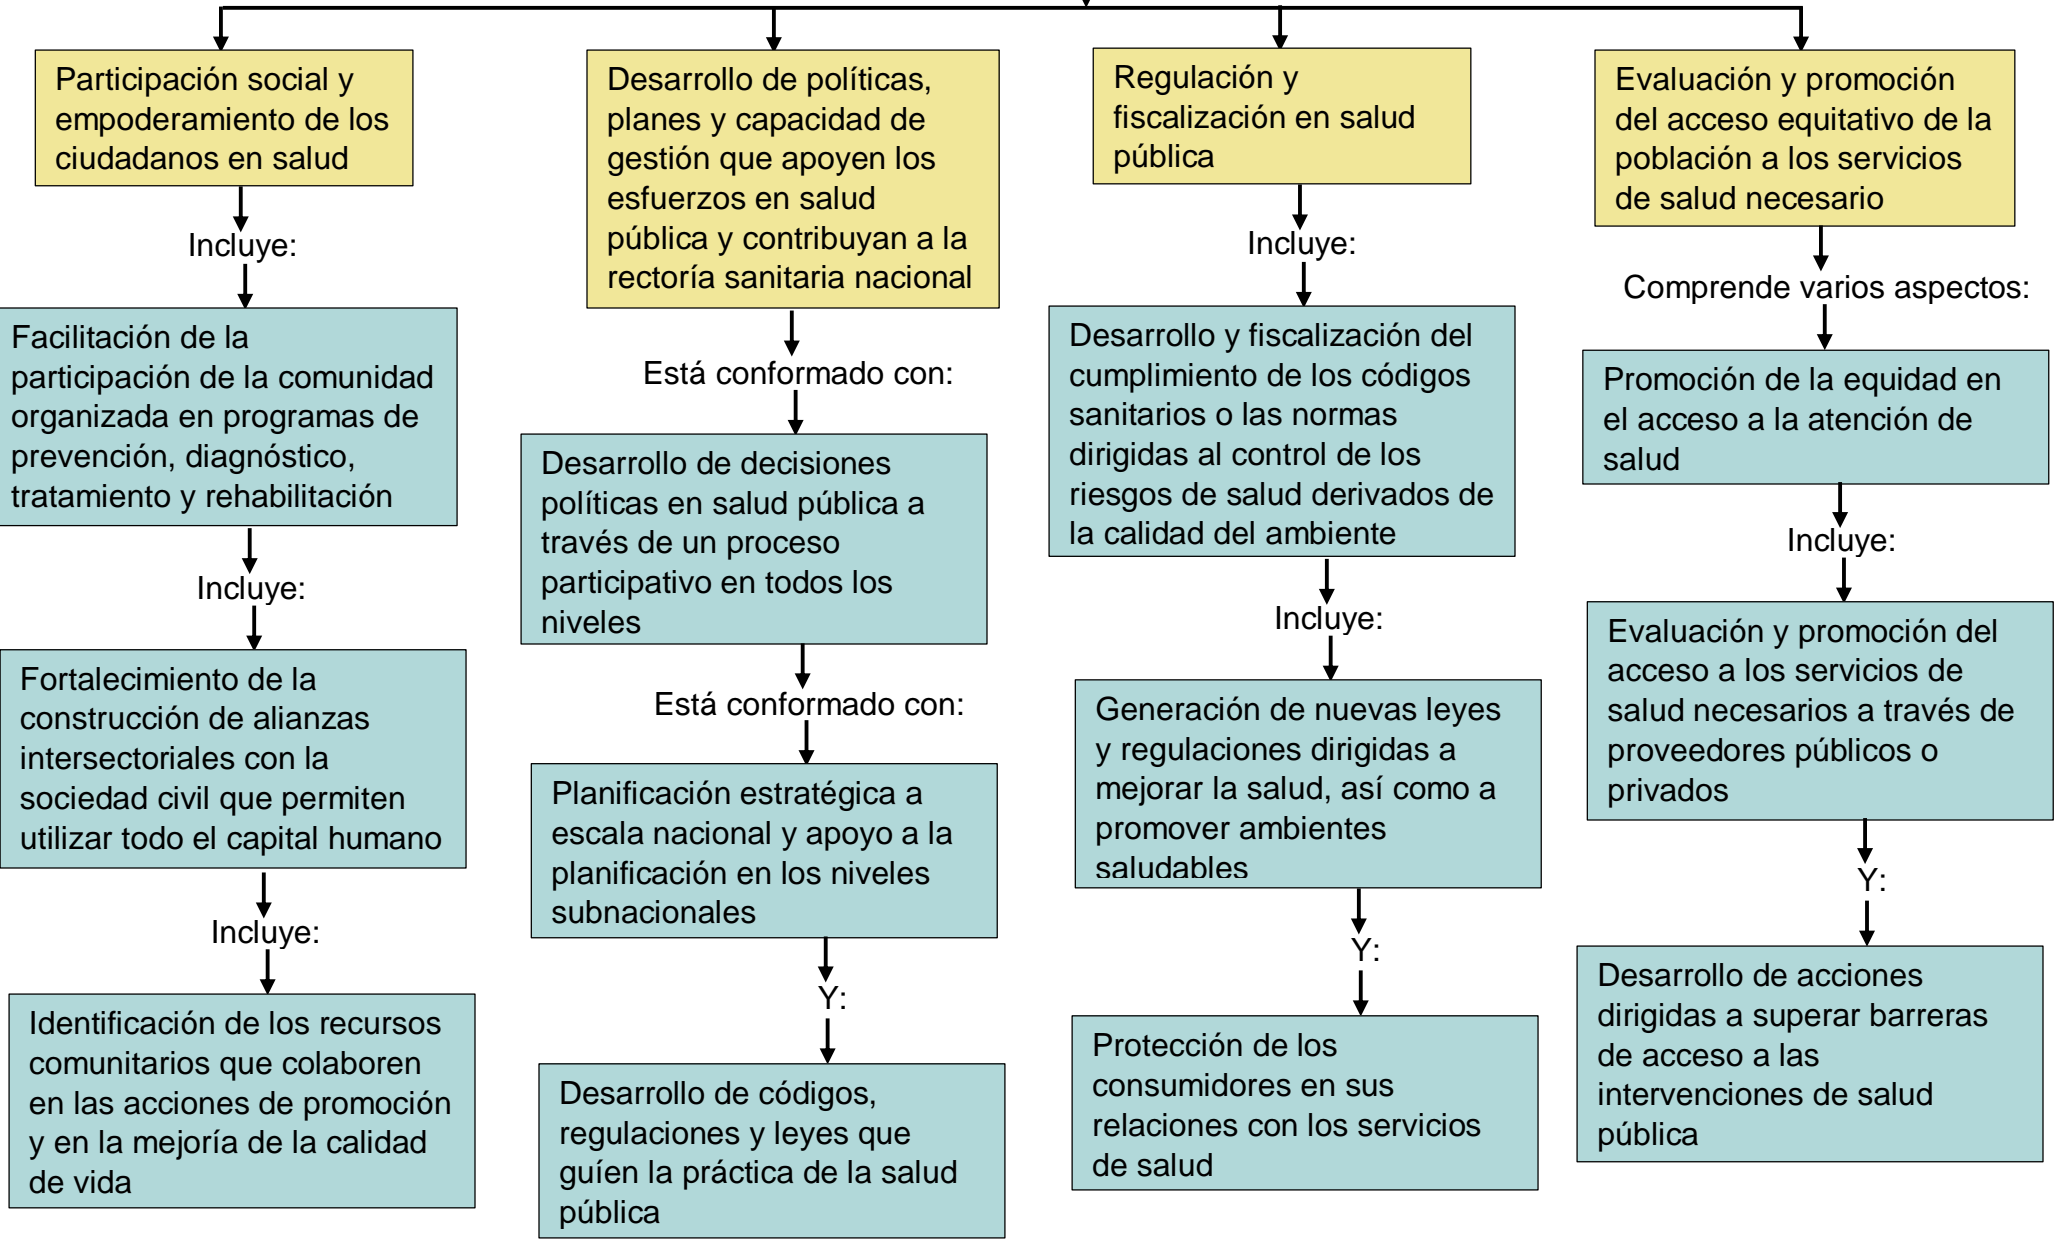 Participación social y
empoderamiento de los
ciudadanos en salud
Incluye:
Facilitación de la
participación de la comunidad
organizada en programas de
prevención, diagnóstico,
tratamiento y rehabilitación
Incluye:
Fortalecimiento de la
construcción de alianzas
intersectoriales con la
sociedad civil que permiten
utilizar todo el capital humano
Incluye:
Identificación de los recursos
comunitarios que colaboren
en las acciones de promoción
y en la mejoría de la calidad
de vida
Desarrollo de políticas,
planes y capacidad de
gestión que apoyen los
esfuerzos en salud
pública y contribuyan a la
rectoría sanitaria nacional
Está conformado con:
Desarrollo de decisiones
políticas en salud pública a
través de un proceso
participativo en todos los
niveles
Está conformado con:
Planificación estratégica a
escala nacional y apoyo a la
planificación en los niveles
subnacionales
Y:
Desarrollo de códigos,
regulaciones y leyes que
guíen la práctica de la salud
pública
Regulación y
fiscalización en salud
pública
Incluye:
Desarrollo y fiscalización del
cumplimiento de los códigos
sanitarios o las normas
dirigidas al control de los
riesgos de salud derivados de
la calidad del ambiente
Incluye:
Generación de nuevas leyes
y regulaciones dirigidas a
mejorar la salud, así como a
promover ambientes
saludables
Y:
Protección de los
consumidores en sus
relaciones con los servicios
de salud
Evaluación y promoción
del acceso equitativo de la
población a los servicios
de salud necesario
Comprende varios aspectos:
Promoción de la equidad en
el acceso a la atención de
salud
Incluye:
Evaluación y promoción del
acceso a los servicios de
salud necesarios a través de
proveedores públicos o
privados
Y:
Desarrollo de acciones
dirigidas a superar barreras
de acceso a las
intervenciones de salud
pública